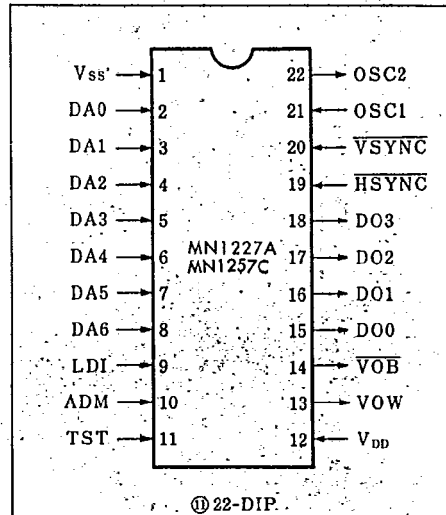 Vss 1 22 OSC2
DA0 2 21 OSC1
DA1 3 20 VSYNC
DA2 4 19 HSYNC
DA3 5 18 DO3
DA4 6 MN1227A 17 DO2
MN1257C
DA5 7 16 DO1
DA6 8 15 DO0
LDI 9 14 VOB
ADM 10 13 VOW
TST 11 12 VDD
⑪ 22-DIP